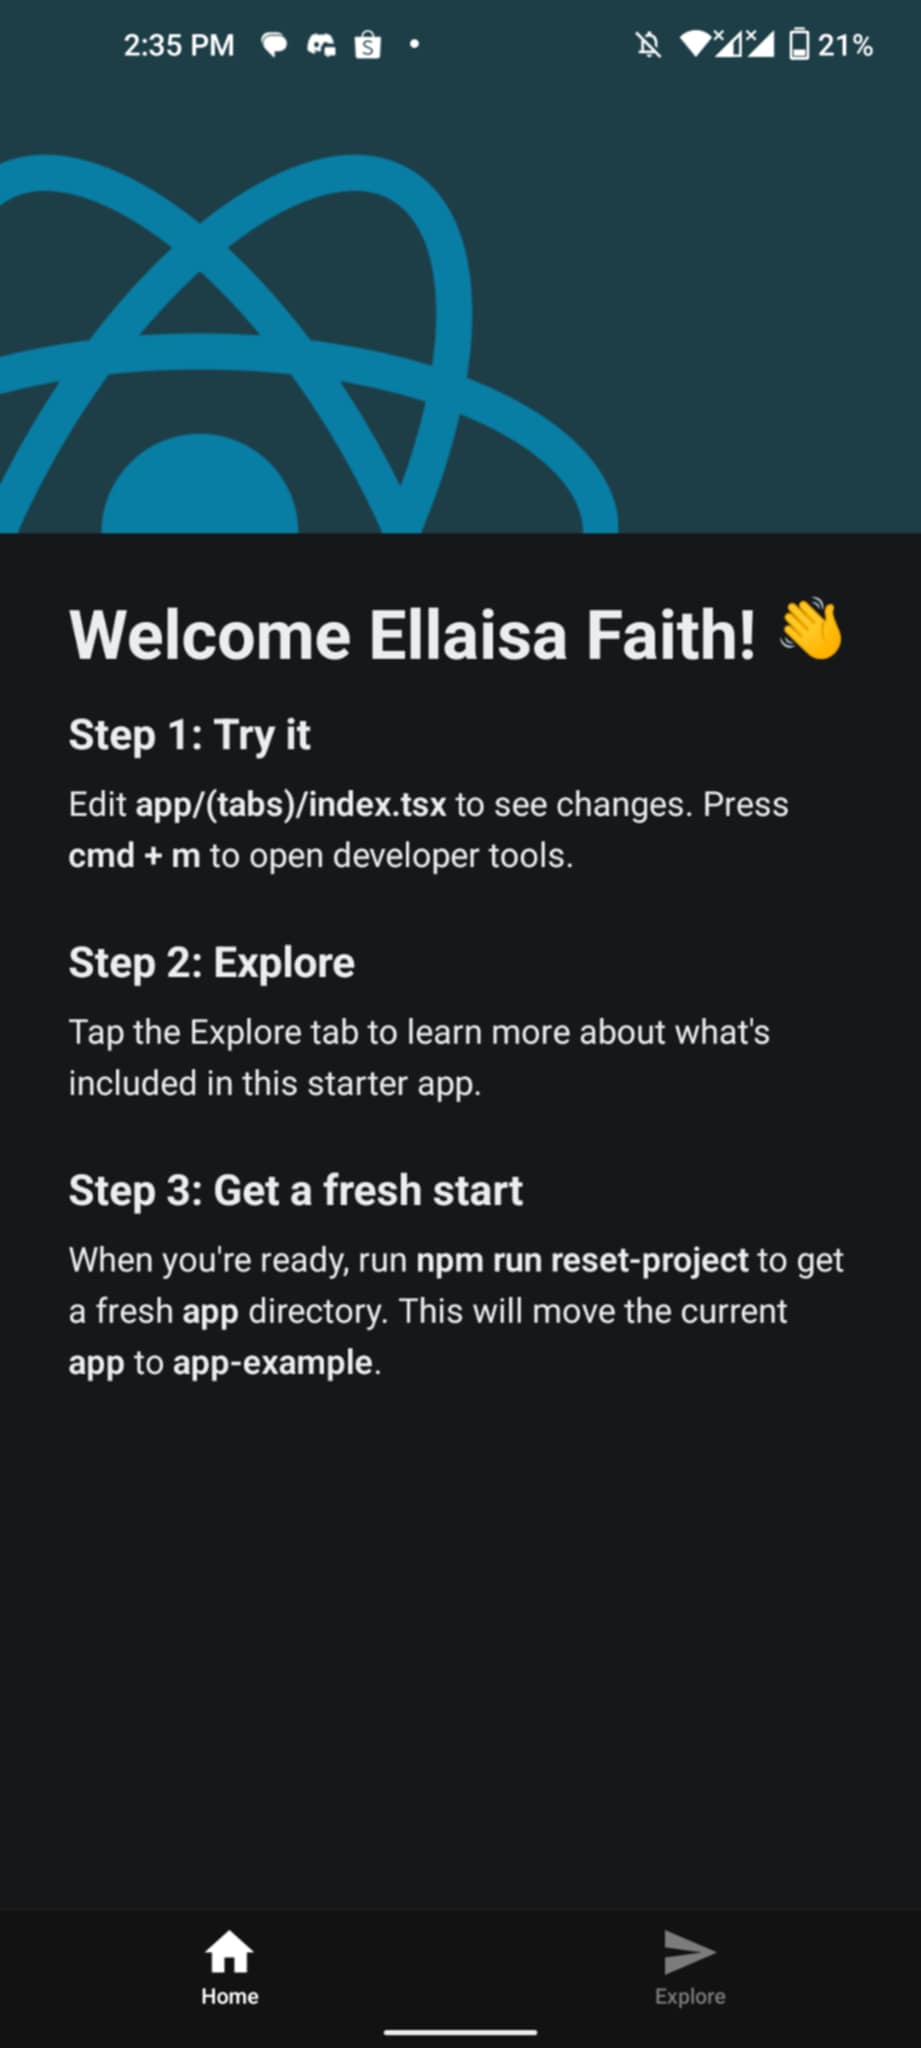 2:35 PM
21%
Welcome Ellaisa Faith! 👋
Step 1: Try it
Edit app/(tabs)/index.tsx to see changes. Press
cmd + m to open developer tools.
Step 2: Explore
Tap the Explore tab to learn more about what's
included in this starter app.
Step 3: Get a fresh start
When you're ready, run npm run reset-project to get
a fresh app directory. This will move the current
app to app-example.
Home
Explore